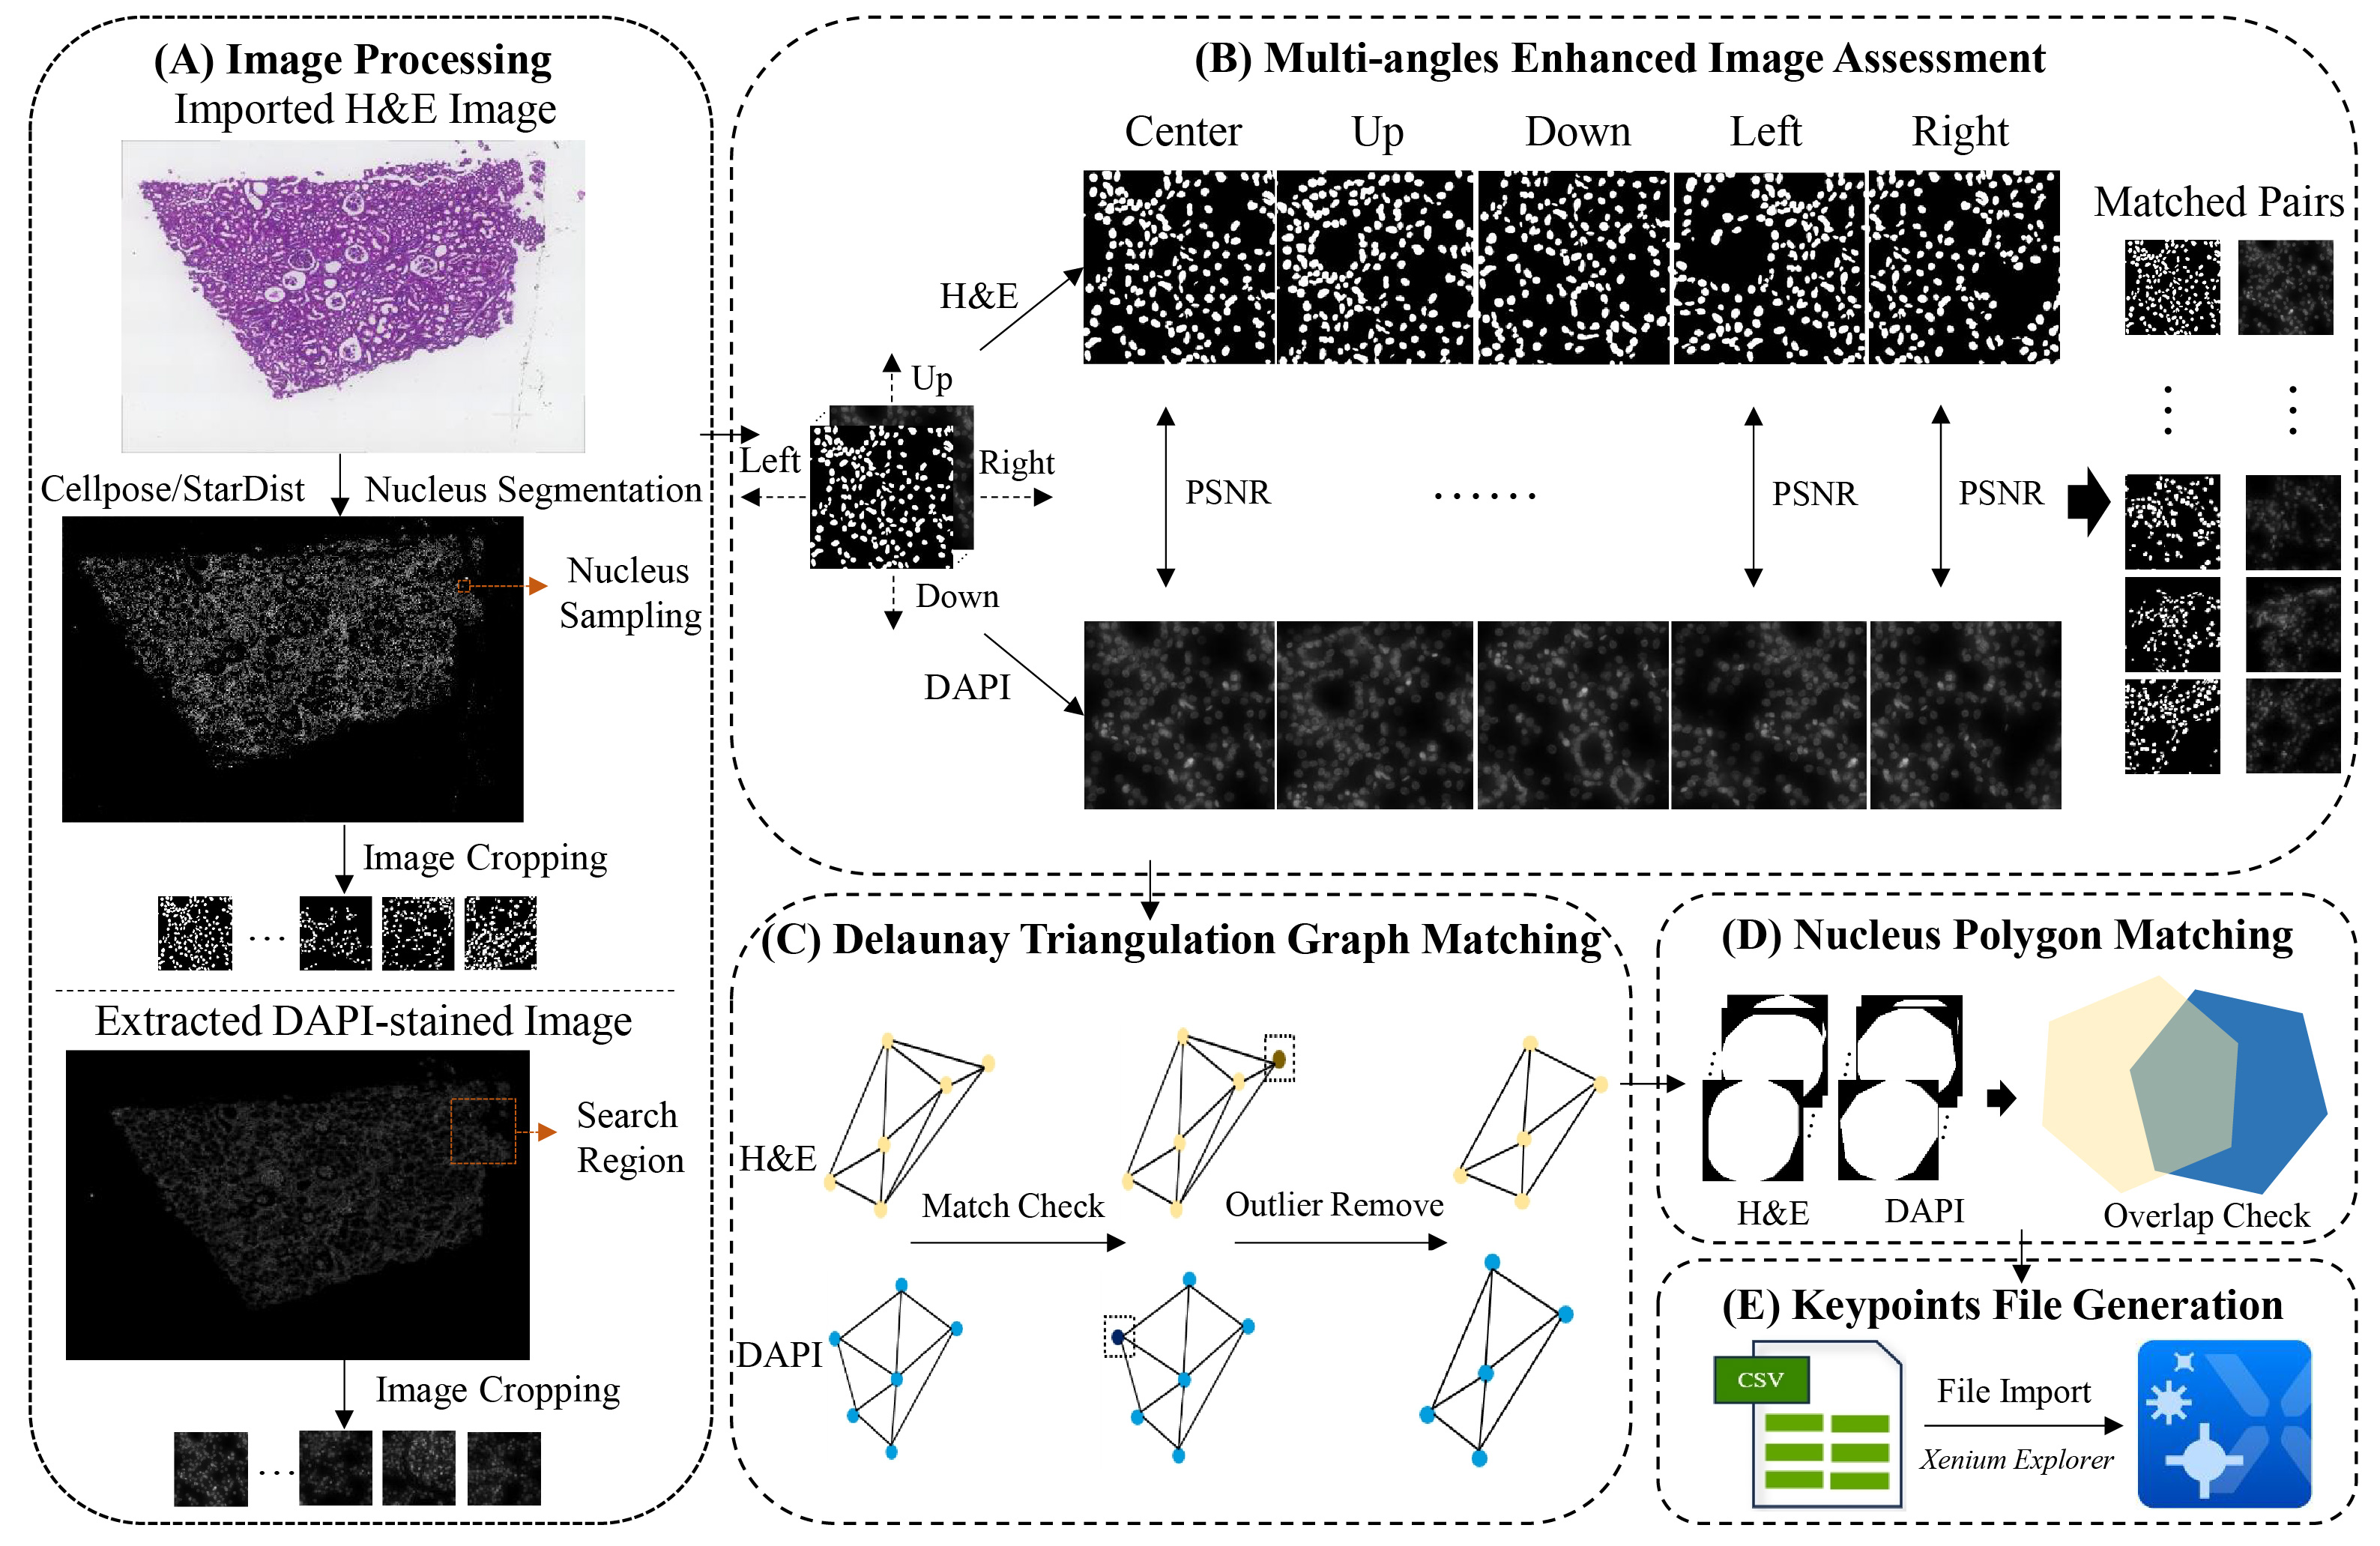 (A) Image Processing
Imported H&E Image
Cellpose/StarDist
Nucleus Segmentation
Nucleus
Sampling
Image Cropping
Extracted DAPI-stained Image
Search
Region
Image Cropping
(B) Multi-angles Enhanced Image Assessment
Center
Up
Down
Left
Right
Matched Pairs
H&E
Up
Left
Right
Down
DAPI
PSNR
PSNR
PSNR
(C) Delaunay Triangulation Graph Matching
H&E
Match Check
Outlier Remove
DAPI
(D) Nucleus Polygon Matching
H&E
DAPI
Overlap Check
(E) Keypoints File Generation
CSV
File Import
Xenium Explorer